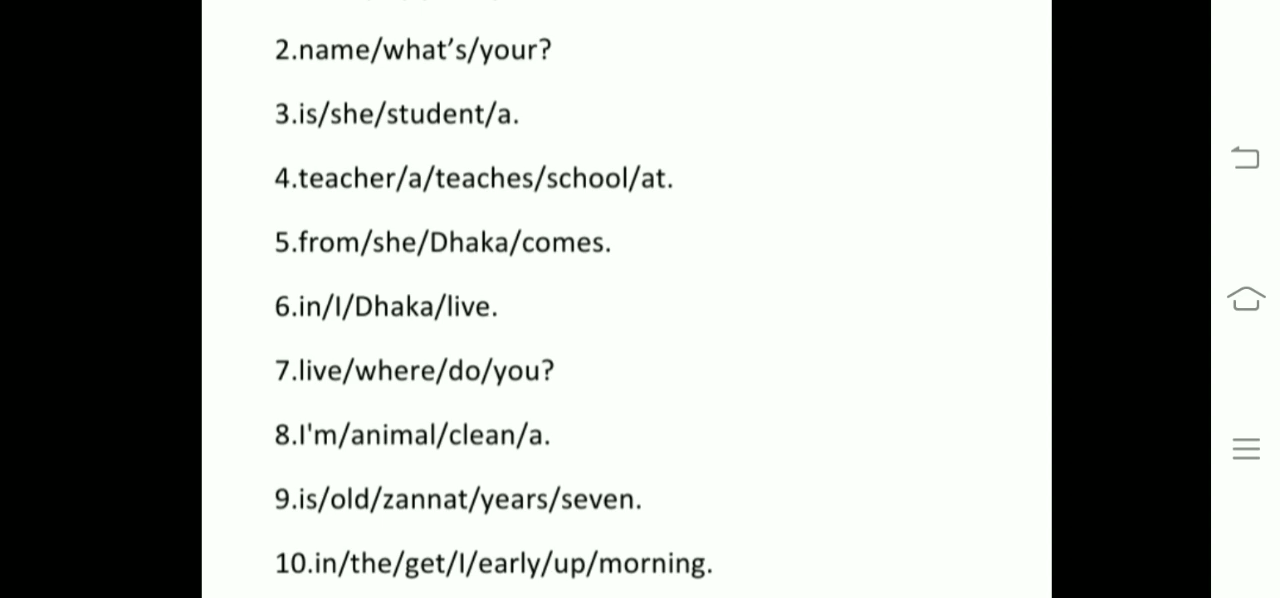 2.name/what’s/your?
3.is/she/student/a.
4.teacher/a/teaches/school/at.
5.from/she/Dhaka/comes.
6.in/I/Dhaka/live.
7.live/where/do/you?
8.I'm/animal/clean/a.
9.is/old/zannat/years/seven.
10.in/the/get/I/early/up/morning.